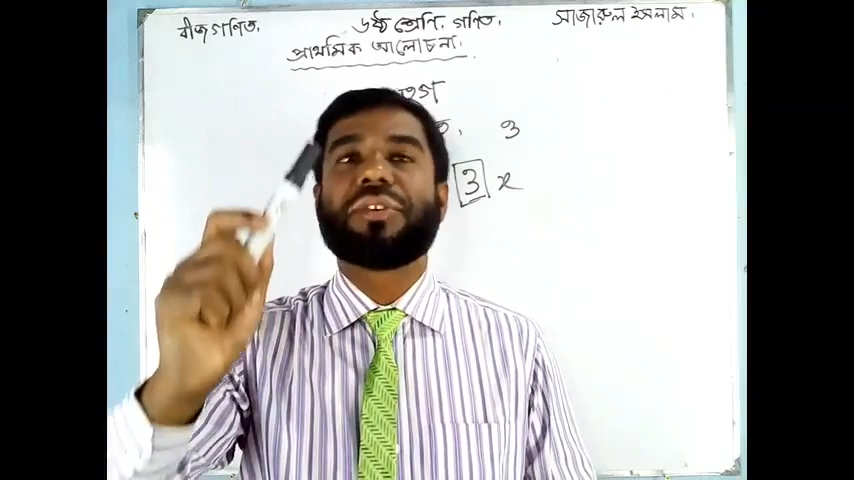 বীজগণিত. ৬ষ্ঠ শ্রেণি. গণিত. সাজারুল ইসলাম.
প্রাথমিক আলোচনা.
৩
3 x